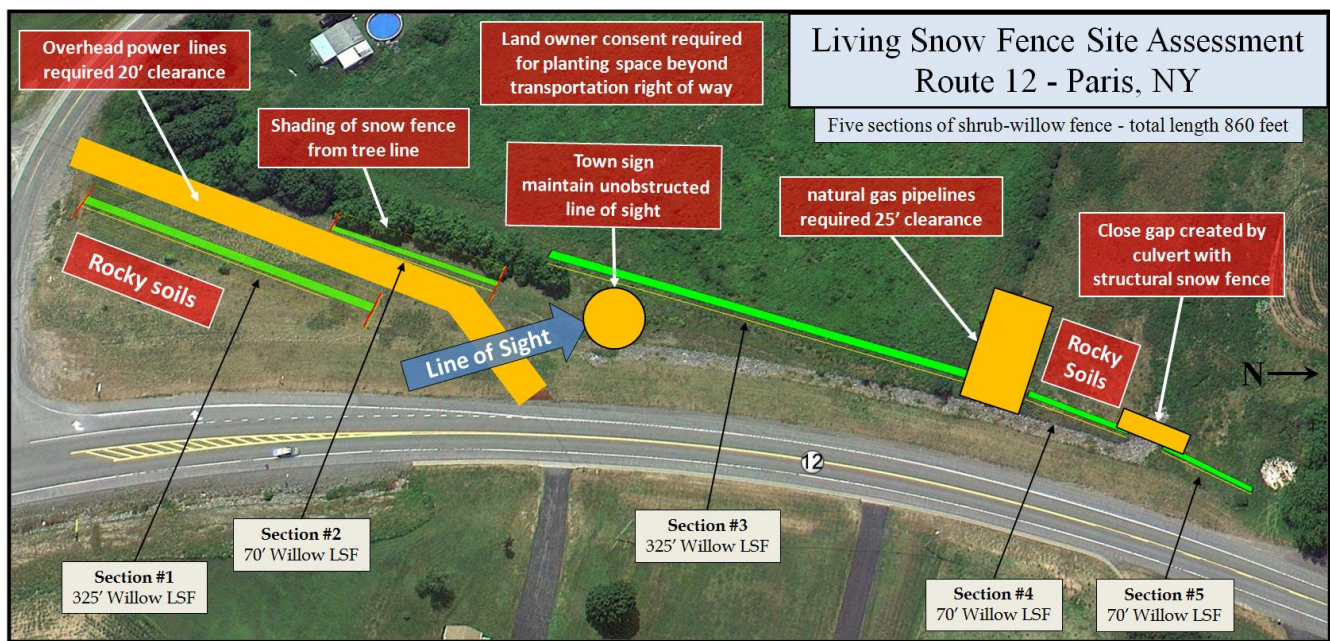 Living Snow Fence Site Assessment
Route 12 - Paris, NY
Five sections of shrub-willow fence - total length 860 feet
Overhead power lines
required 20’ clearance
Land owner consent required
for planting space beyond
transportation right of way
Shading of snow fence
from tree line
Town sign
maintain unobstructed
line of sight
natural gas pipelines
required 25’ clearance
Close gap created by
culvert with
structural snow fence
Rocky soils
Line of Sight
Rocky
Soils
N
12
Section #1
325’ Willow LSF
Section #2
70’ Willow LSF
Section #3
325’ Willow LSF
Section #4
70’ Willow LSF
Section #5
70’ Willow LSF